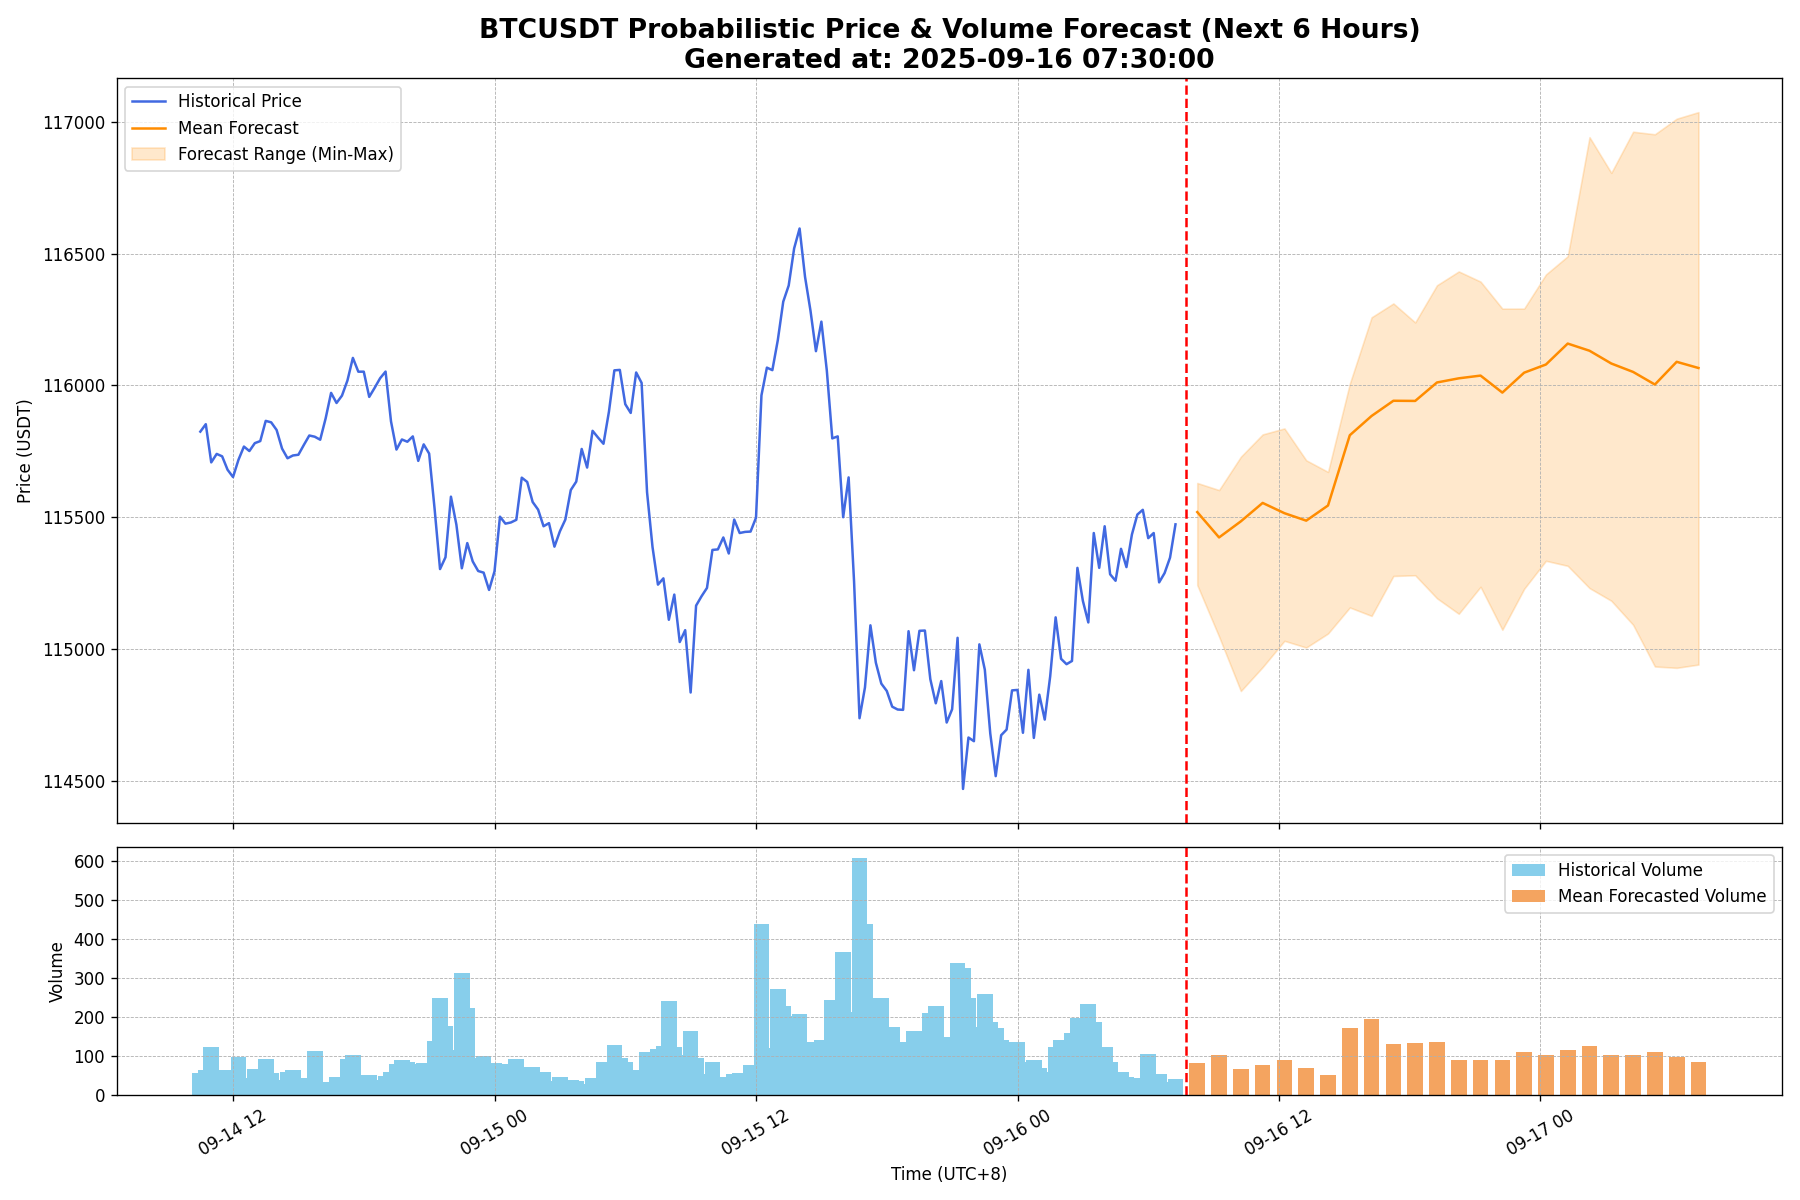 BTCUSDT Probabilistic Price & Volume Forecast (Next 6 Hours)
Generated at: 2025-09-16 07:30:00
Historical Price
Mean Forecast
Forecast Range (Min-Max)
Price (USDT)
117000
116500
116000
115500
115000
114500
Historical Volume
Mean Forecasted Volume
Volume
600
500
400
300
200
100
0
09-14 12
09-15 00
09-15 12
09-16 00
09-16 12
09-17 00
Time (UTC+8)